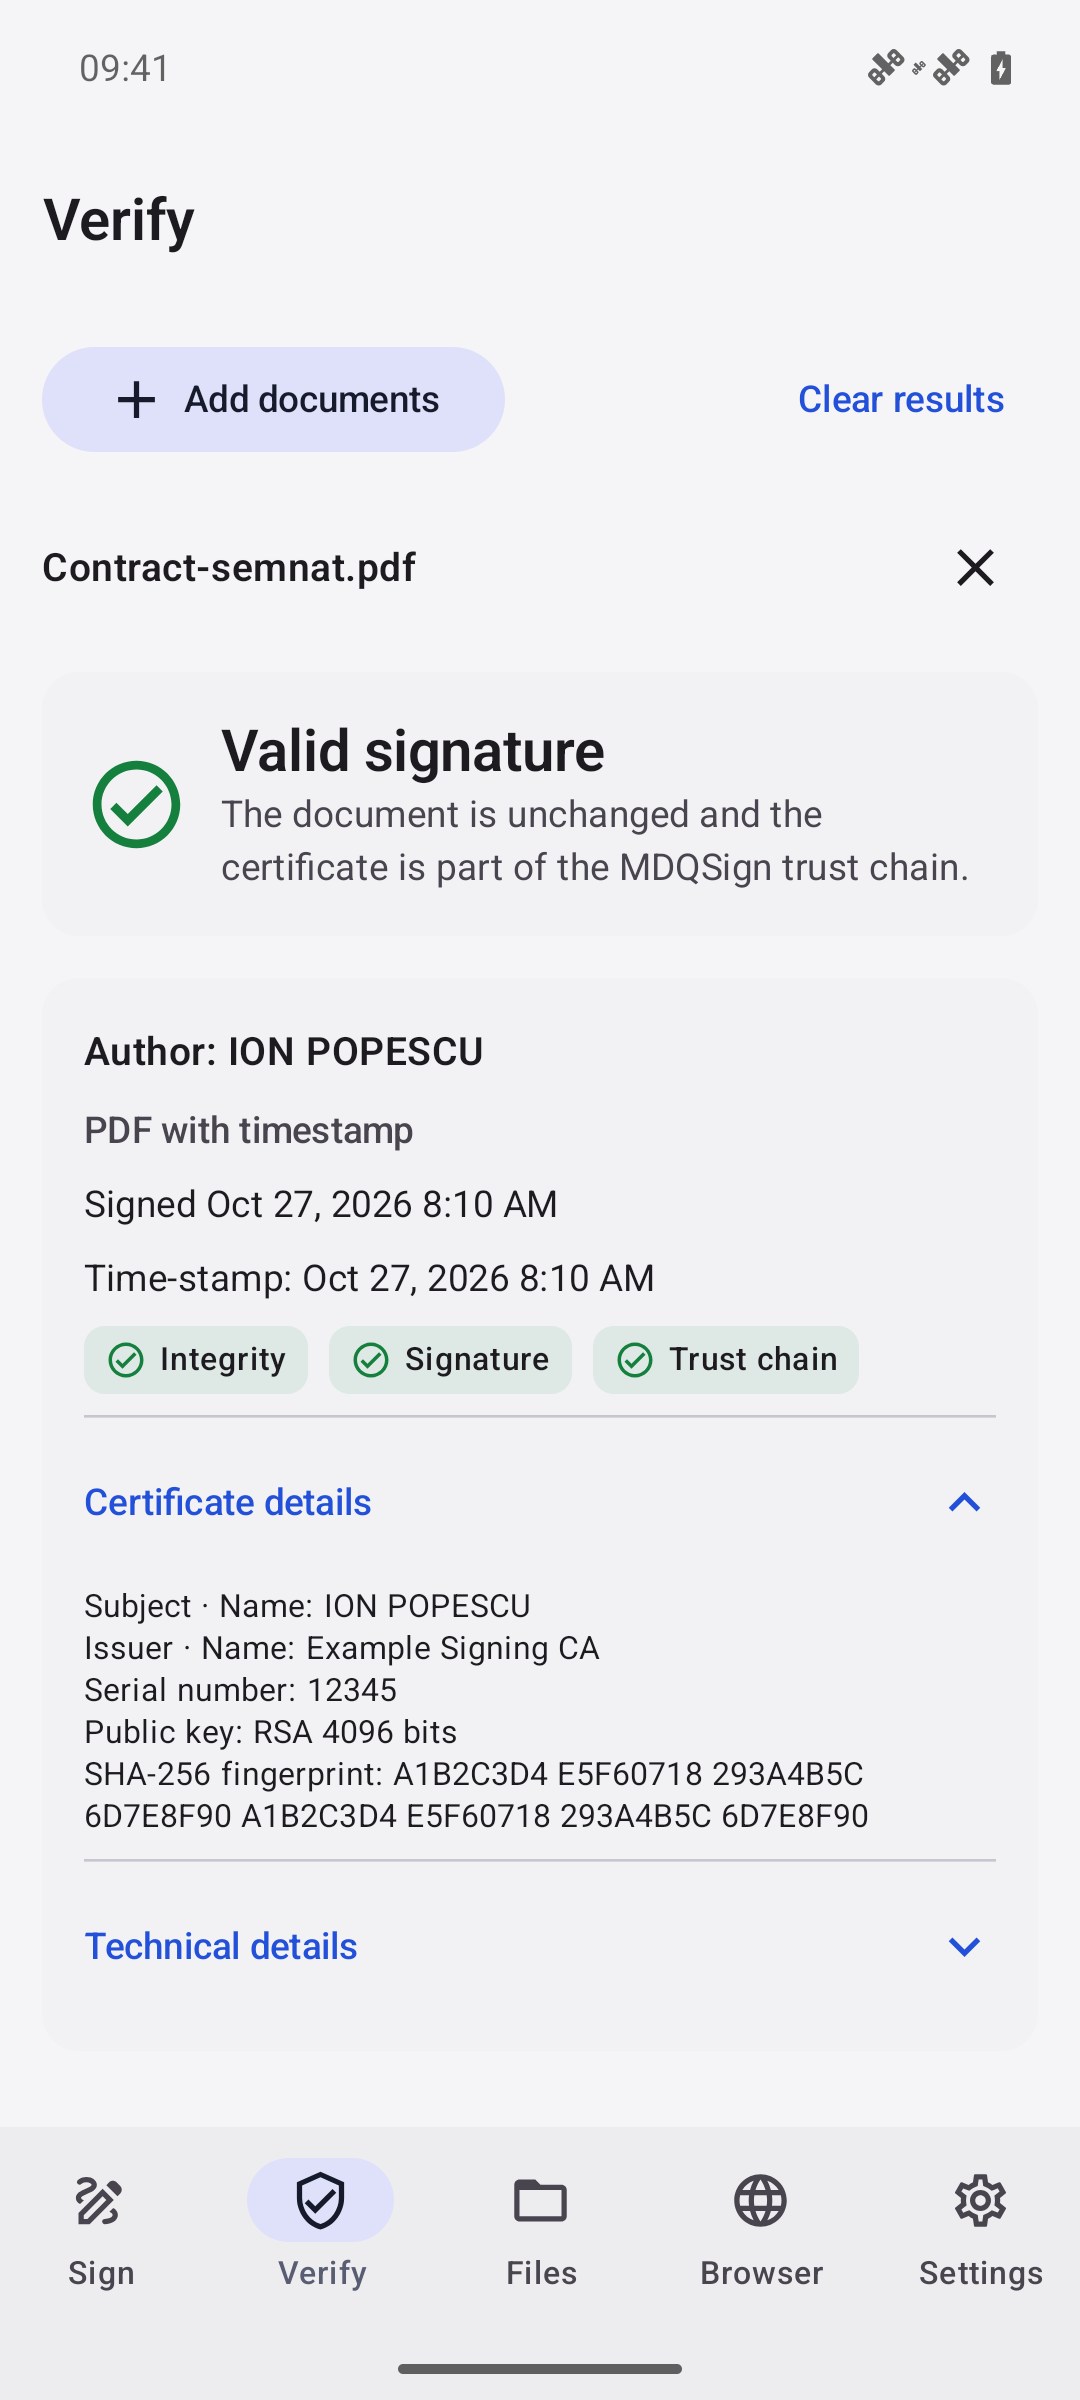 09:41
Verify
Add documents
Clear results
Contract-semnat.pdf
Valid signature
The document is unchanged and the
certificate is part of the MDQSign trust chain.
Author: ION POPESCU
PDF with timestamp
Signed Oct 27, 2026 8:10 AM
Time-stamp: Oct 27, 2026 8:10 AM
Integrity
Signature
Trust chain
Certificate details
Subject · Name: ION POPESCU
Issuer · Name: Example Signing CA
Serial number: 12345
Public key: RSA 4096 bits
SHA-256 fingerprint: A1B2C3D4 E5F60718 293A4B5C
6D7E8F90 A1B2C3D4 E5F60718 293A4B5C 6D7E8F90
Technical details
Sign
Verify
Files
Browser
Settings